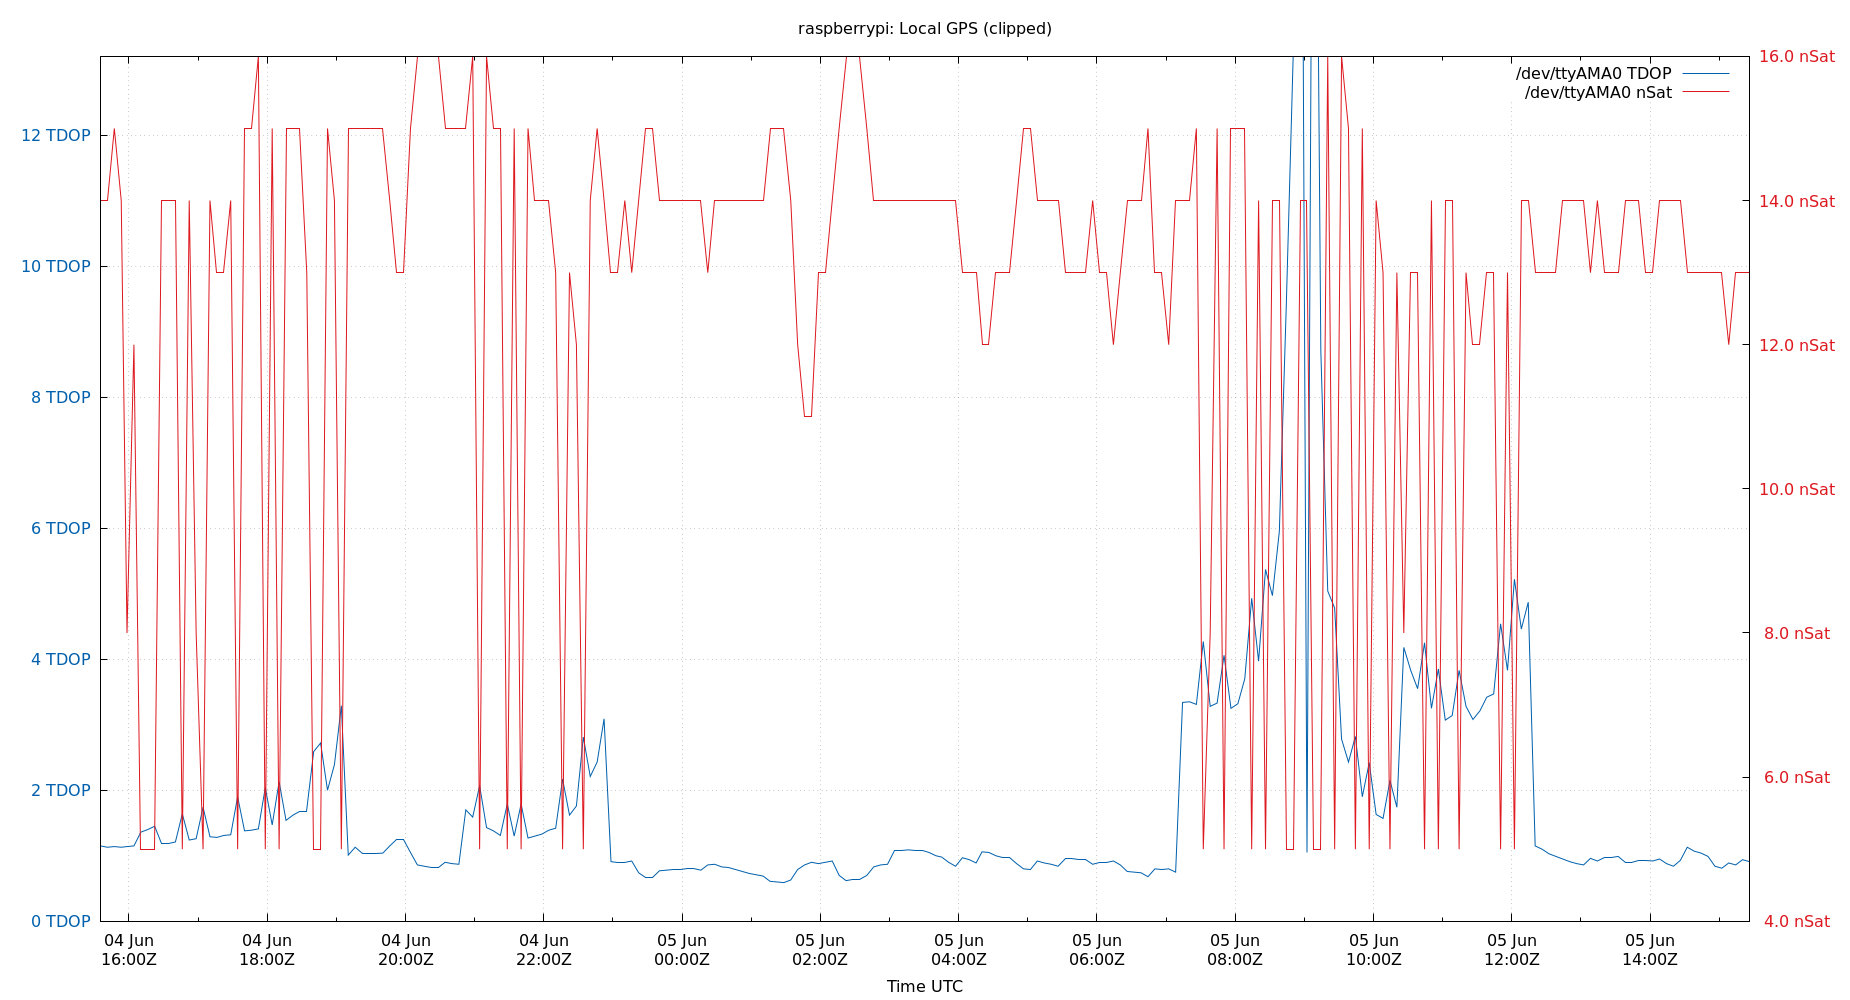 raspberrypi: Local GPS (clipped)
/dev/ttyAMA0 TDOP
/dev/ttyAMA0 nSat
12 TDOP
10 TDOP
8 TDOP
6 TDOP
4 TDOP
2 TDOP
0 TDOP
16.0 nSat
14.0 nSat
12.0 nSat
10.0 nSat
8.0 nSat
6.0 nSat
4.0 nSat
04 Jun
16:00Z
04 Jun
18:00Z
04 Jun
20:00Z
04 Jun
22:00Z
05 Jun
00:00Z
05 Jun
02:00Z
05 Jun
04:00Z
05 Jun
06:00Z
05 Jun
08:00Z
05 Jun
10:00Z
05 Jun
12:00Z
05 Jun
14:00Z
Time UTC